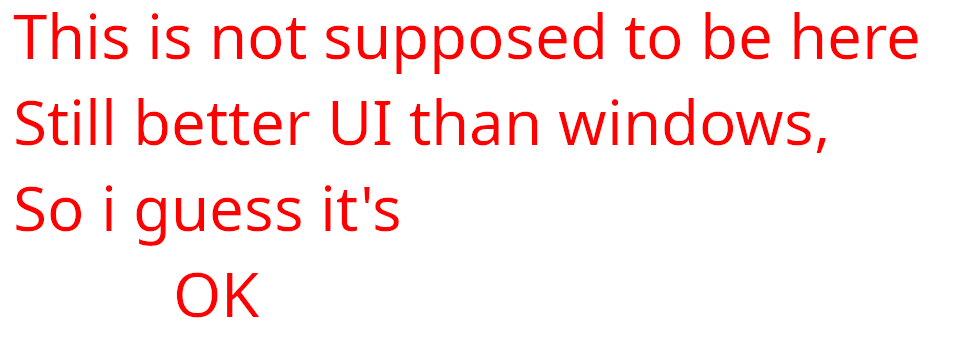 This is not supposed to be here
Still better UI than windows,
So i guess it's
OK